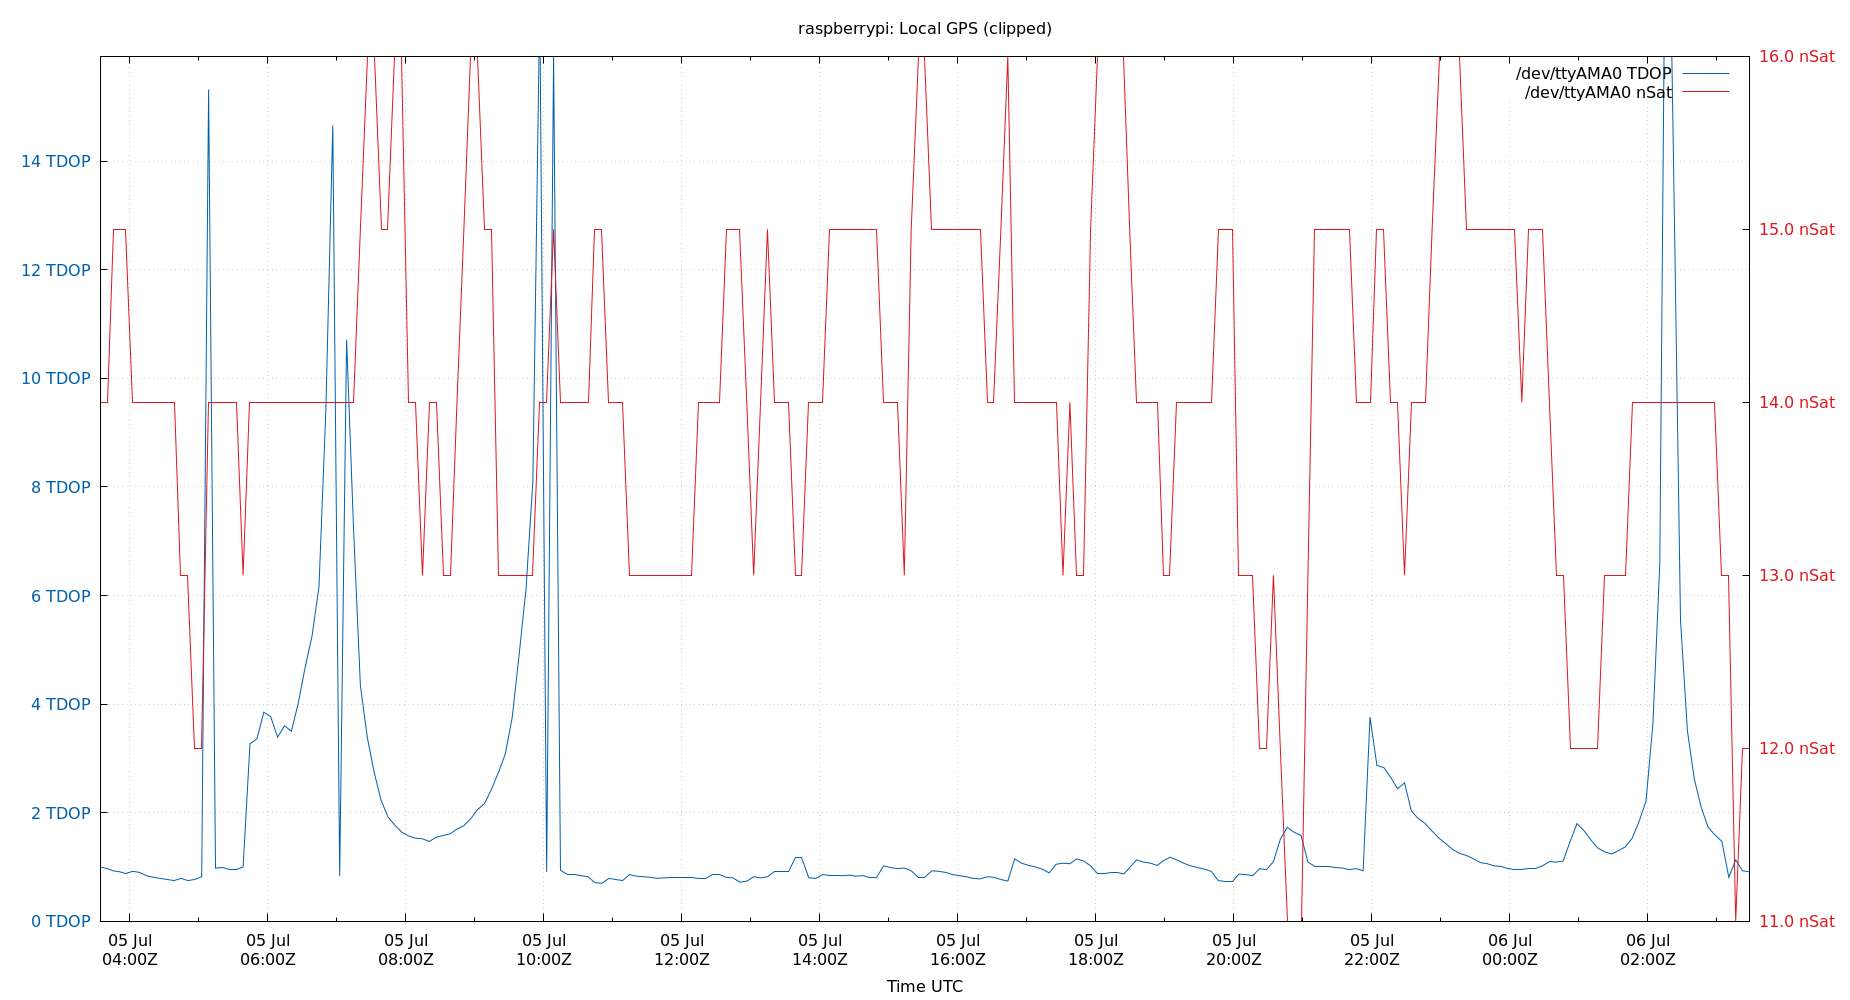 raspberrypi: Local GPS (clipped)
16.0 nSat
/dev/ttyAMA0 TDOP
/dev/ttyAMA0 nSat
14 TDOP
15.0 nSat
12 TDOP
10 TDOP
14.0 nSat
8 TDOP
13.0 nSat
6 TDOP
4 TDOP
12.0 nSat
2 TDOP
0 TDOP
11.0 nSat
05 Jul 05 Jul 05 Jul 05 Jul 05 Jul 05 Jul 05 Jul 05 Jul 05 Jul 05 Jul 06 Jul 06 Jul
04:00Z 06:00Z 08:00Z 10:00Z 12:00Z 14:00Z 16:00Z 18:00Z 20:00Z 22:00Z 00:00Z 02:00Z
Time UTC